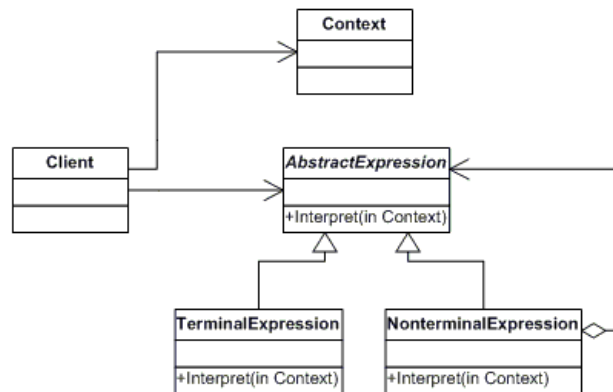 Context
Client
AbstractExpression
+Interpret(in Context)
TerminalExpression
+Interpret(in Context)
NonterminalExpression
+Interpret(in Context)